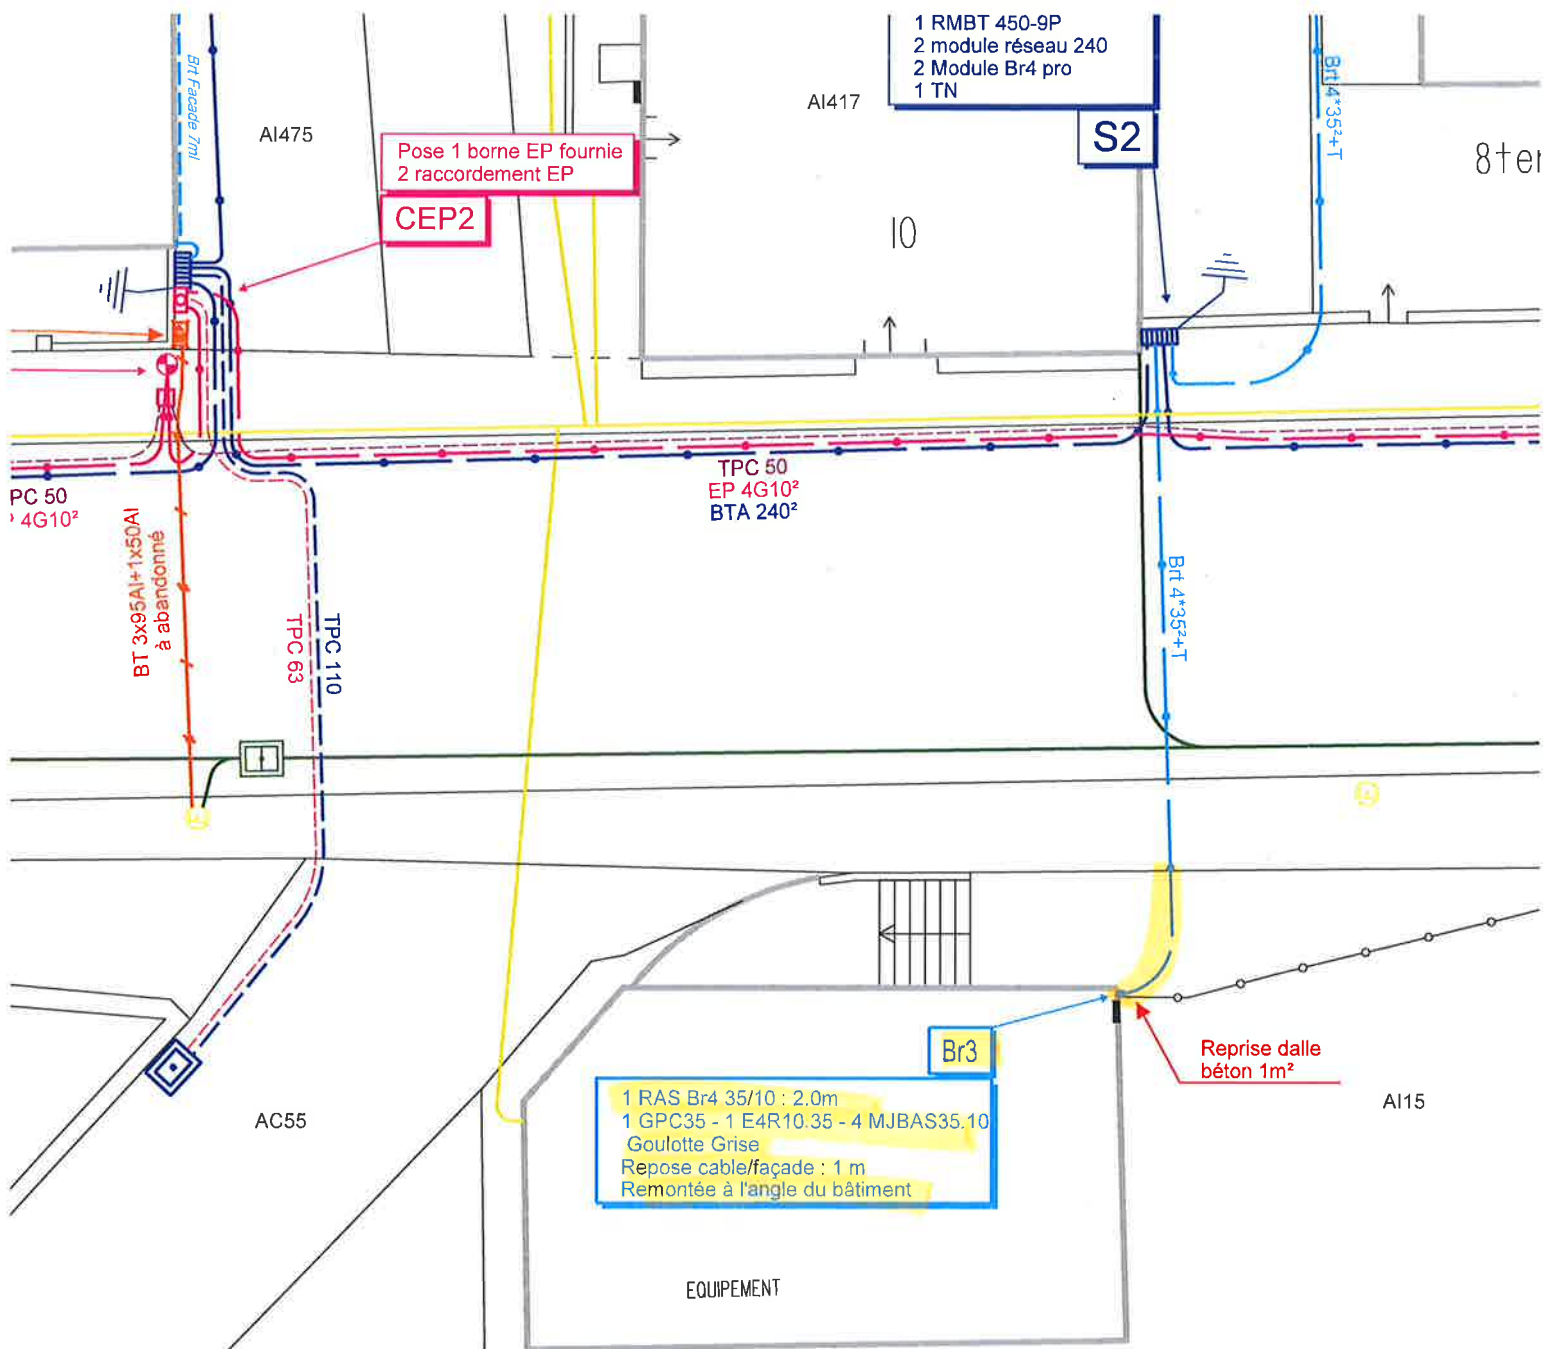 1 RMBT 450-9P
2 module réseau 240
2 Module Br4 pro
1 TN
S2
Brt Facade 7ml
AI475
AI417
Brt 4*35²+T
8ter
Pose 1 borne EP fournie
2 raccordement EP
CEP2
10
TPC 50
EP 4G10²
BTA 240²
PC 50
4G10²
BT 3x95Al+1x50Al
à abandonné
TPC 63
TPC 110
Brt 4*35²+T
Br3
1 RAS Br4 35/10 : 2.0m
1 GPC35 - 1 E4R10.35 - 4 MJBAS35.10
Goulotte Grise
Repose cable/façade : 1 m
Remontée à l'angle du bâtiment
Reprise dalle
béton 1m²
AI15
AC55
EQUIPEMENT